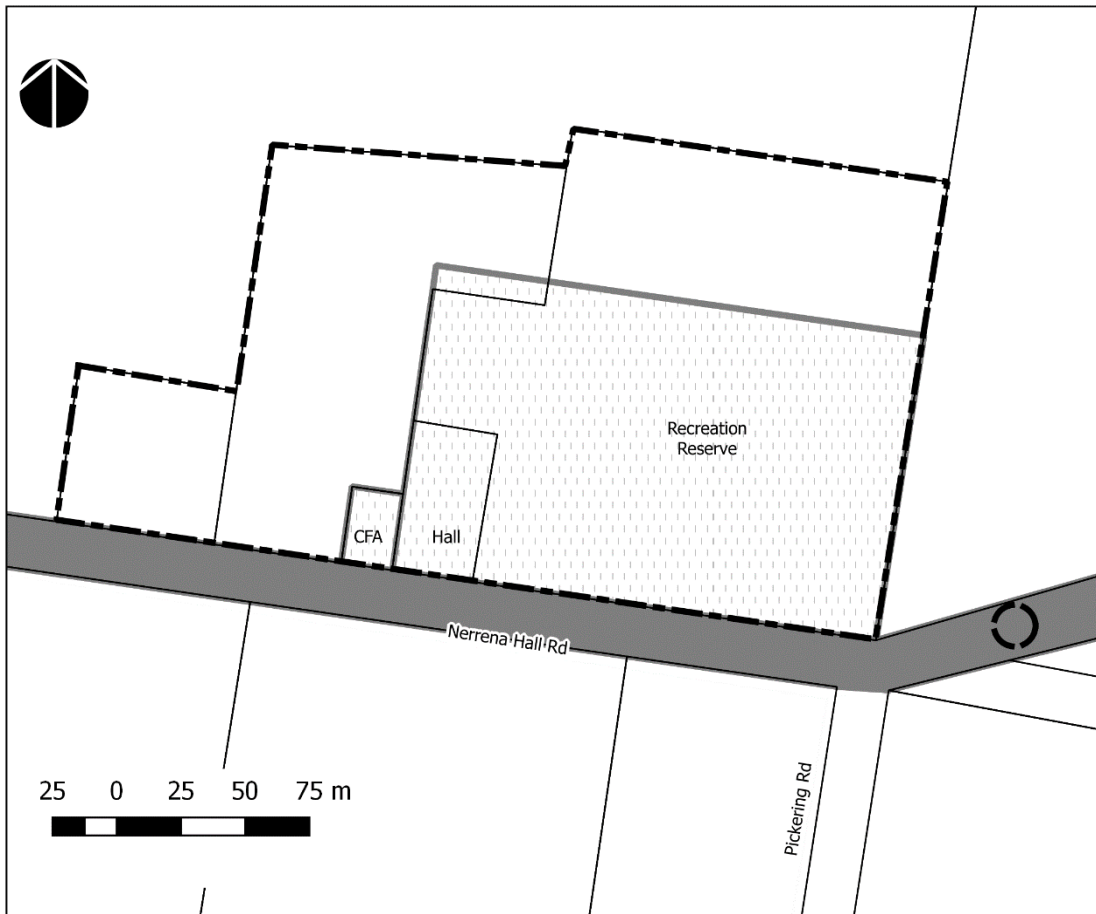 Recreation
Reserve
CFA
Hall
Nerrena Hall Rd
Pickering Rd
25 0 25 50 75 m